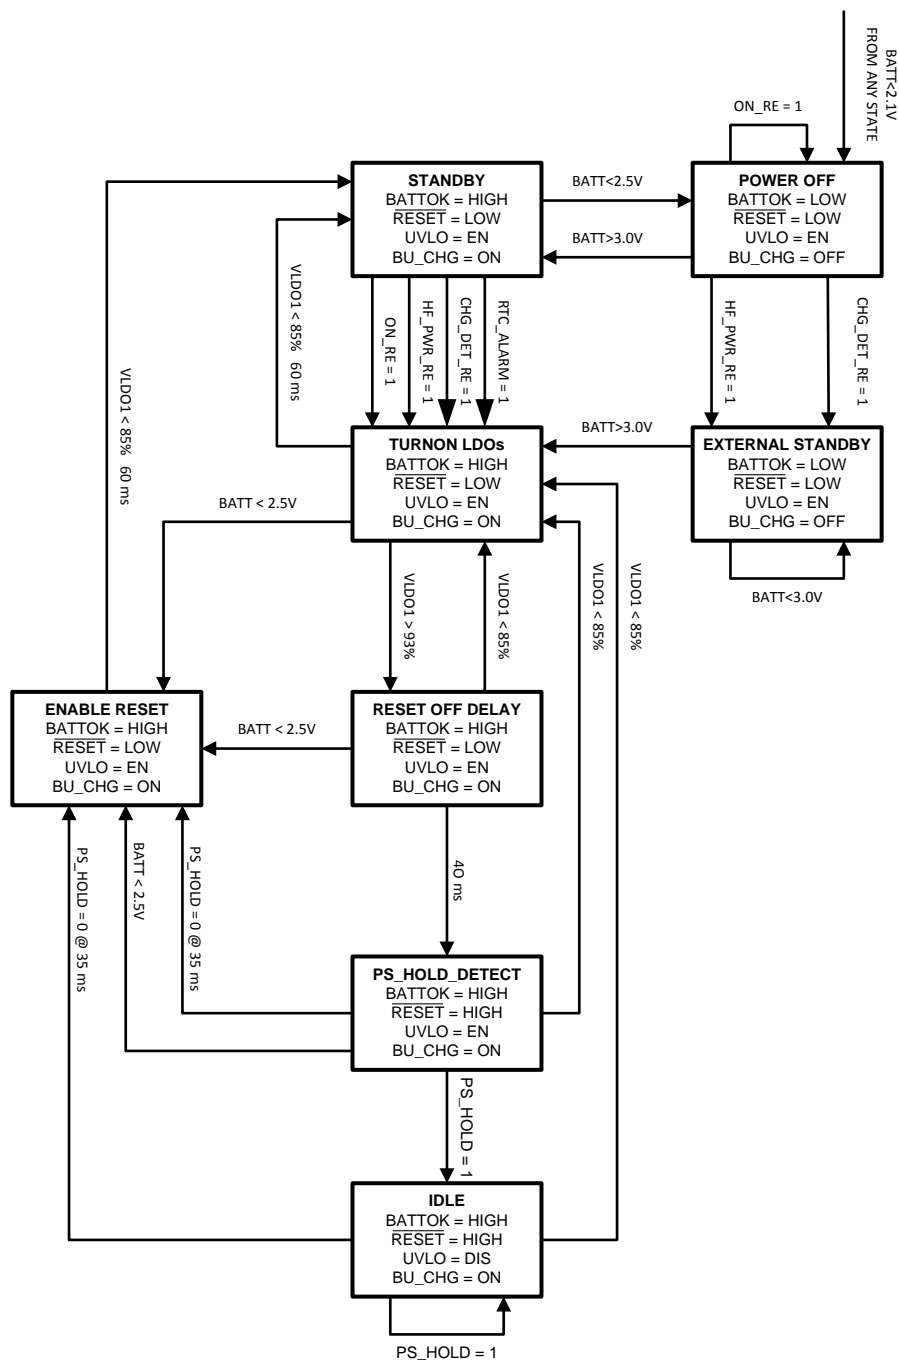 BATT<2.1V
FROM ANY STATE
ON_RE = 1
STANDBY
BATTOK = HIGH
RESET = LOW
UVLO = EN
BU_CHG = ON
BATT<2.5V
BATT>3.0V
POWER OFF
BATTOK = LOW
RESET = LOW
UVLO = EN
BU_CHG = OFF
VLDO1 < 85% 60 ms
VLDO1 < 85% 60 ms
ON_RE = 1
HF_PWR_RE = 1
CHG_DET_RE = 1
RTC_ALARM = 1
HF_PWR_RE = 1
CHG_DET_RE = 1
TURNON LDOs
BATTOK = HIGH
RESET = LOW
UVLO = EN
BU_CHG = ON
BATT>3.0V
EXTERNAL STANDBY
BATTOK = LOW
RESET = LOW
UVLO = EN
BU_CHG = OFF
BATT<3.0V
BATT < 2.5V
VLDO1 > 93%
VLDO1 < 85%
VLDO1 < 85%
VLDO1 < 85%
ENABLE RESET
BATTOK = HIGH
RESET = LOW
UVLO = EN
BU_CHG = ON
BATT < 2.5V
RESET OFF DELAY
BATTOK = HIGH
RESET = LOW
UVLO = EN
BU_CHG = ON
PS_HOLD = 0 @ 35 ms
BATT < 2.5V
PS_HOLD = 0 @ 35 ms
40 ms
PS_HOLD_DETECT
BATTOK = HIGH
RESET = HIGH
UVLO = EN
BU_CHG = ON
PS_HOLD = 1
IDLE
BATTOK = HIGH
RESET = HIGH
UVLO = DIS
BU_CHG = ON
PS_HOLD = 1